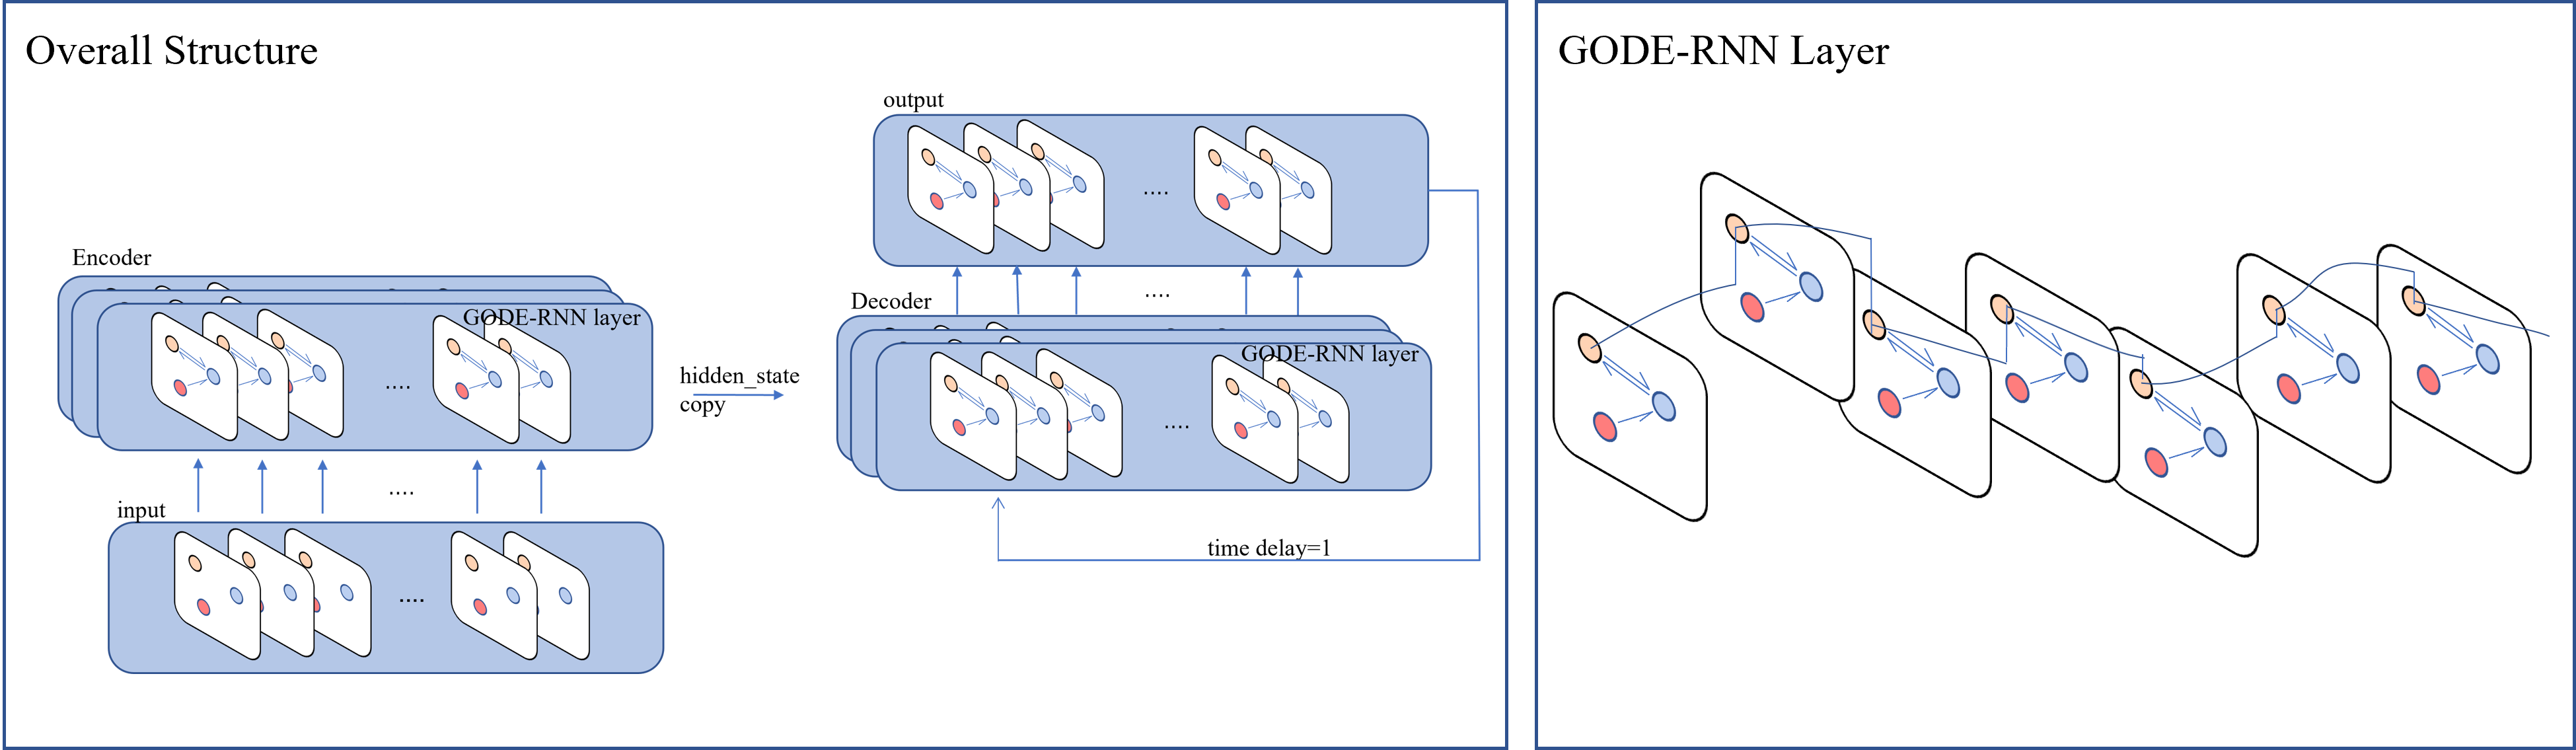 Overall Structure
Encoder
GODE-RNN layer
....
....
input
....
hidden_state
copy
output
....
....
Decoder
GODE-RNN layer
....
time delay=1
GODE-RNN Layer